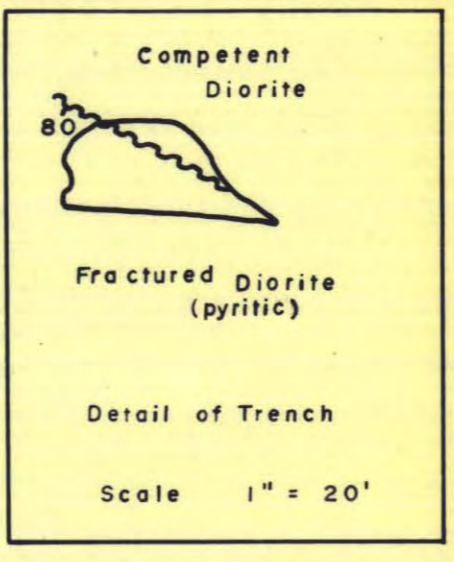 Competent
Diorite
80
Fractured Diorite
(pyritic)
Detail of Trench
Scale 1" = 20'